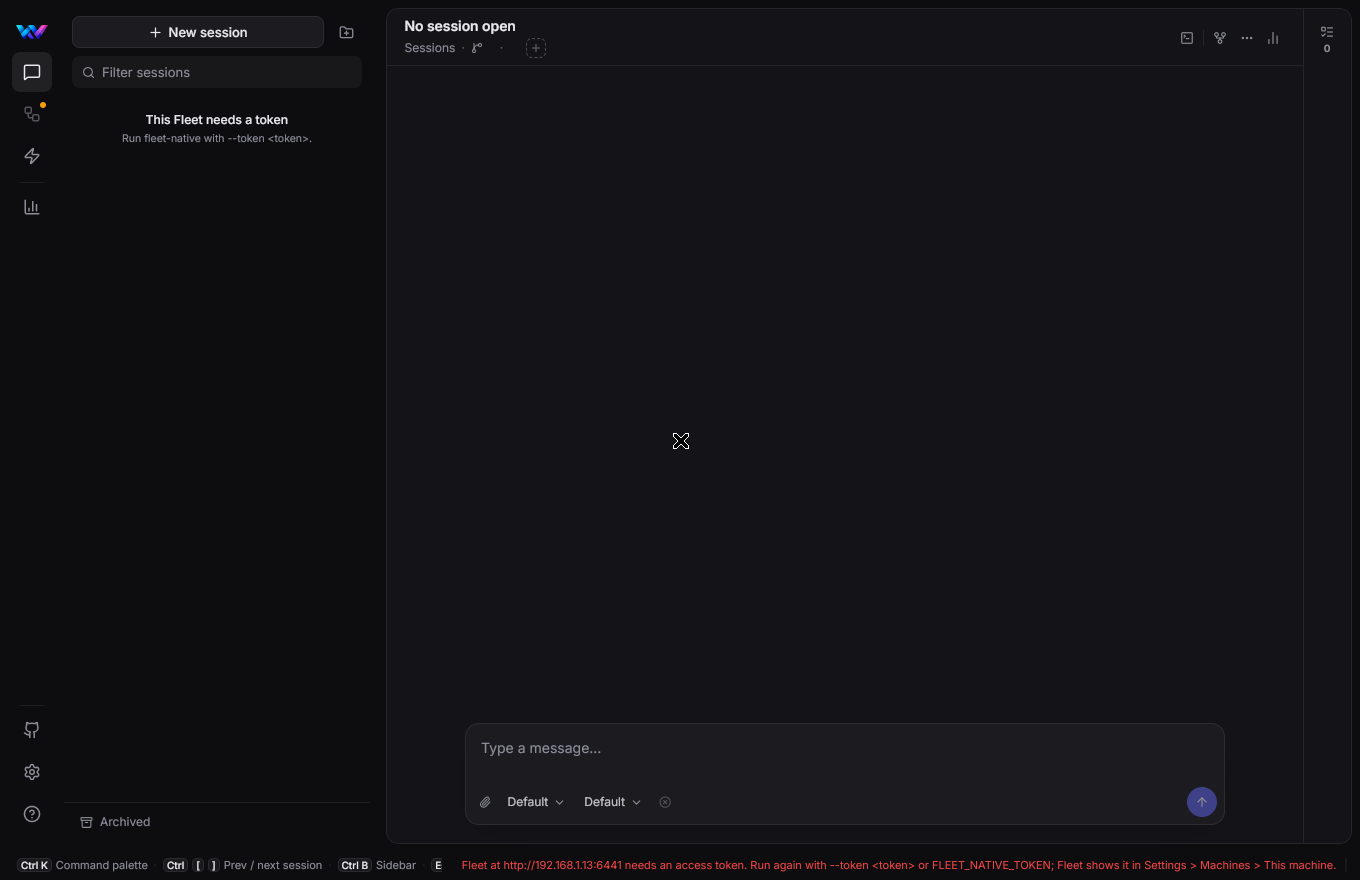 New session
Filter sessions
This Fleet needs a token
Run fleet-native with --token <token>.
Archived
No session open
Sessions · ·
0
Type a message...
Default Default
Ctrl K Command palette · Ctrl [ ] Prev / next session · Ctrl B Sidebar · E
Fleet at http://192.168.1.13:6441 needs an access token. Run again with --token <token> or FLEET_NATIVE_TOKEN; Fleet shows it in Settings > Machines > This machine.